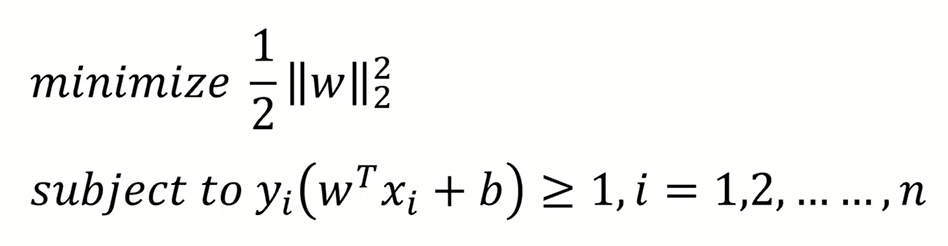 minimize 1/2 ‖w‖₂²
subject to yᵢ(wᵀxᵢ + b) ≥ 1, i = 1,2, … … , n